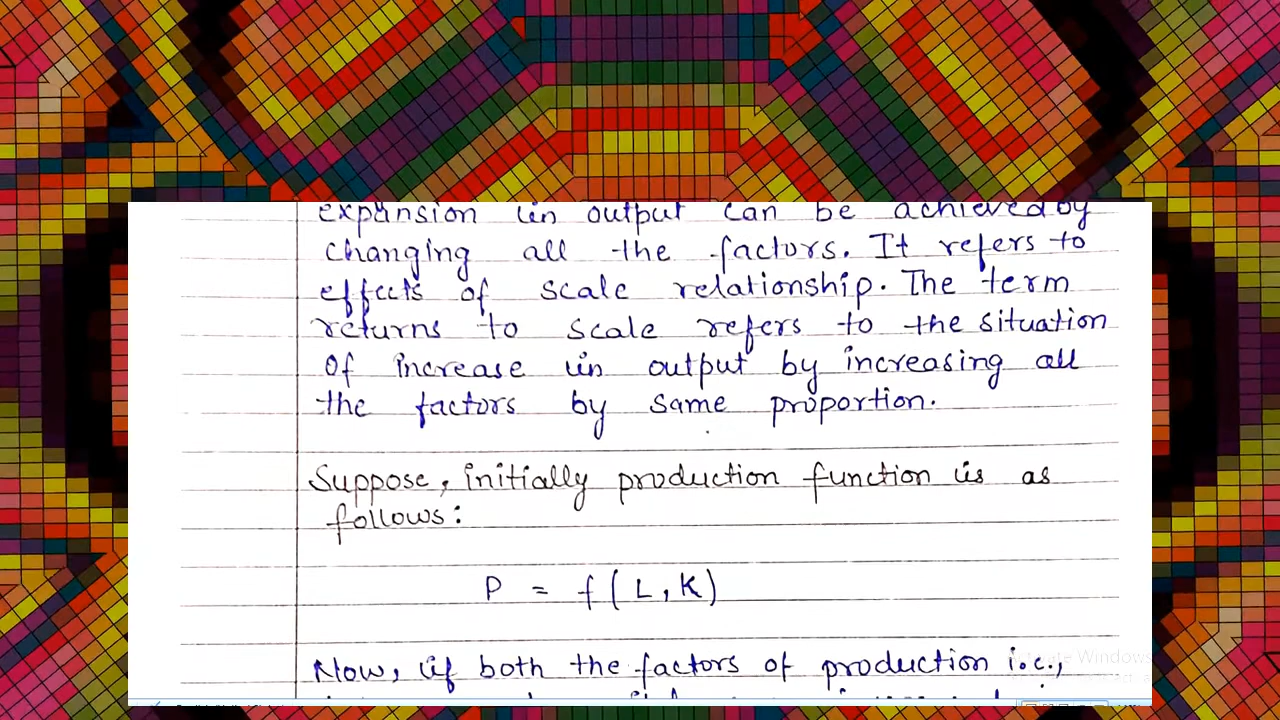 expansion in output can be achieved by
changing all the factors. It refers to
effects of scale relationship. The term
returns to scale refers to the situation
Of increase in output by increasing all
the factors by same proportion.
Suppose, initially production function is as
follows:
P = f(L, K)
Now, if both the factors of production i.e.,